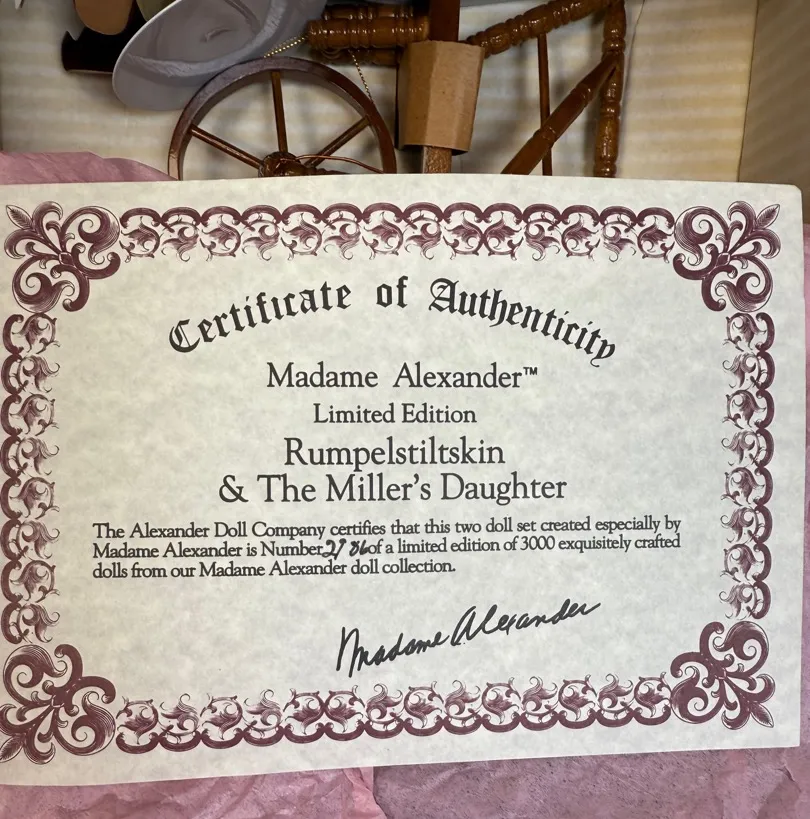 Certificate of Authenticity
Madame Alexander™
Limited Edition
Rumpelstiltskin
& The Miller's Daughter
The Alexander Doll Company certifies that this two doll set created especially by
Madame Alexander is Number 2786 of a limited edition of 3000 exquisitely crafted
dolls from our Madame Alexander doll collection.
Madame Alexander